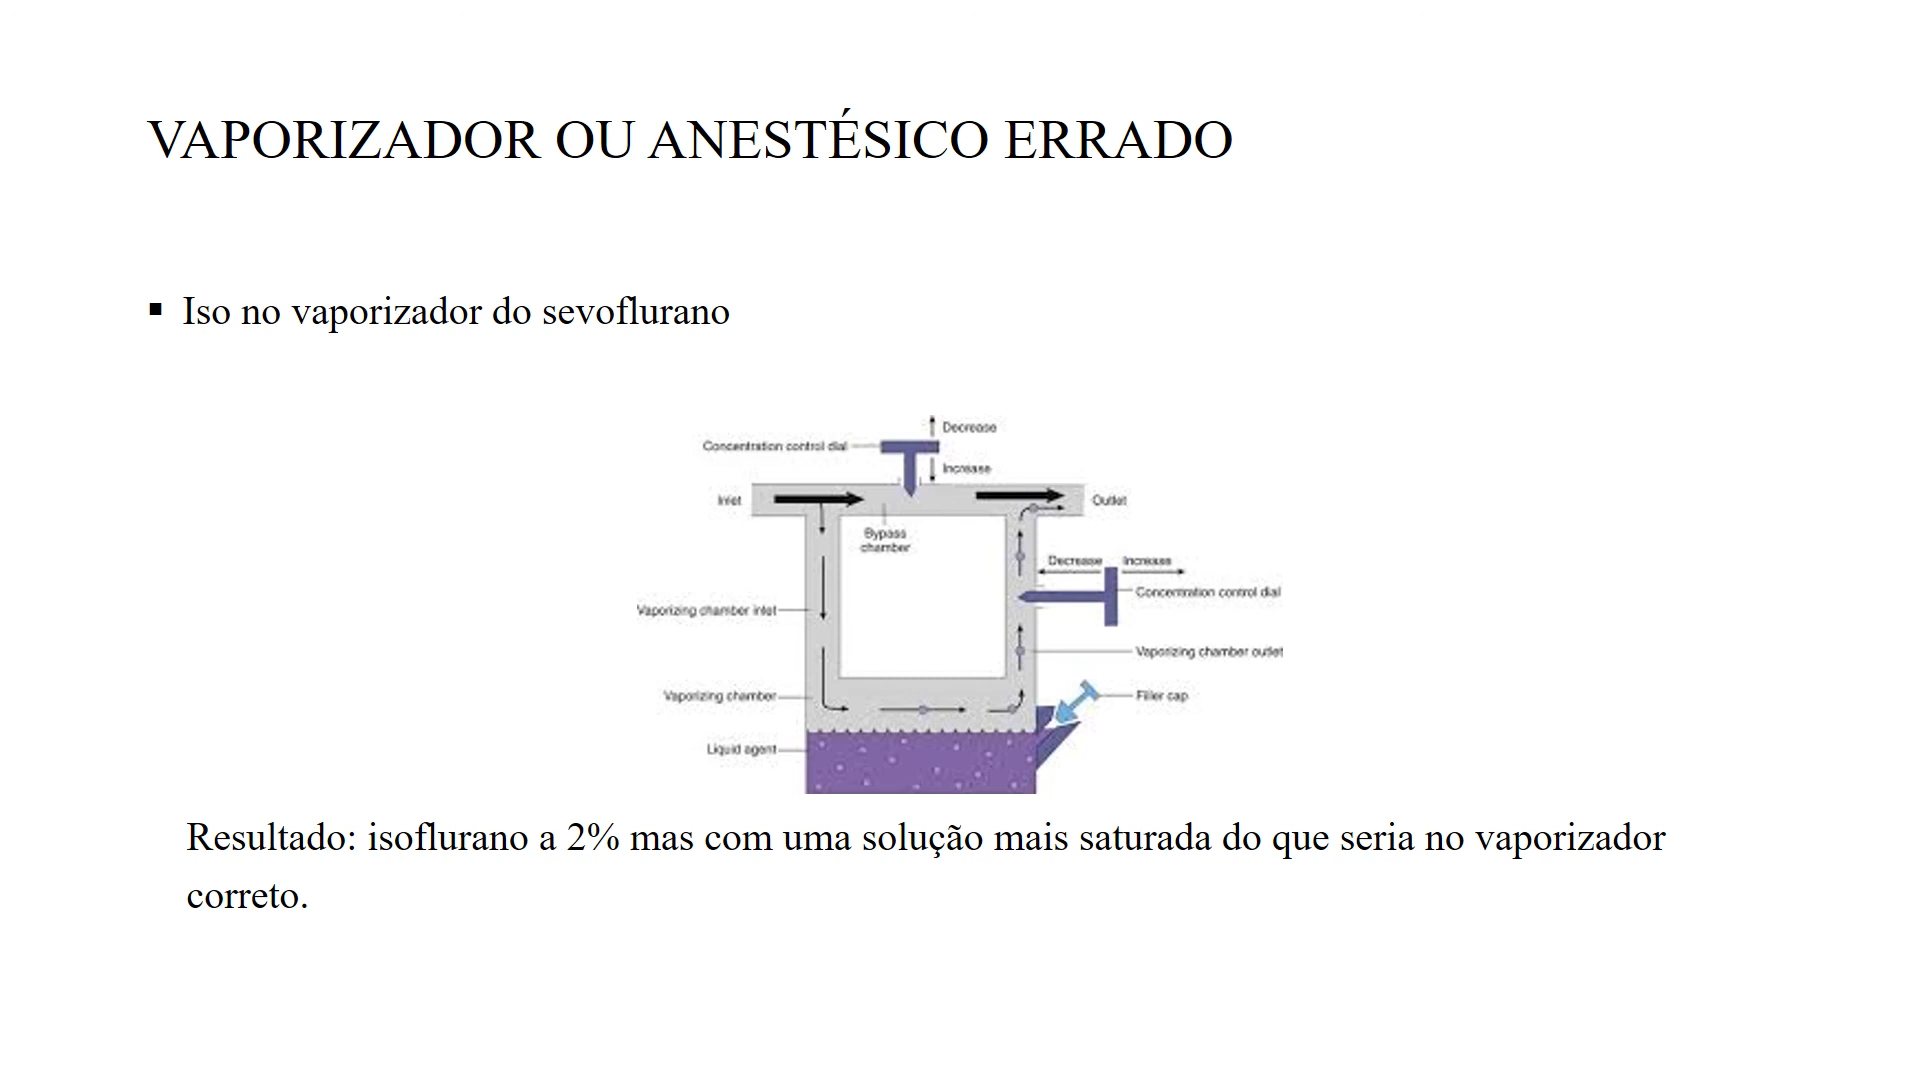 VAPORIZADOR OU ANESTÉSICO ERRADO
▪ Iso no vaporizador do sevoflurano
Decrease
Concentration control dial
Increase
Inlet
Outlet
Bypass
chamber
Decrease Increase
Concentration control dial
Vaporizing chamber inlet
Vaporizing chamber outlet
Vaporizing chamber
Filler cap
Liquid agent
Resultado: isoflurano a 2% mas com uma solução mais saturada do que seria no vaporizador
correto.